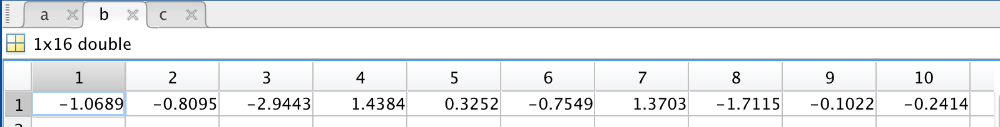 a b c
1x16 double
1 2 3 4 5 6 7 8 9 10
1 -1.0689 -0.8095 -2.9443 1.4384 0.3252 -0.7549 1.3703 -1.7115 -0.1022 -0.2414